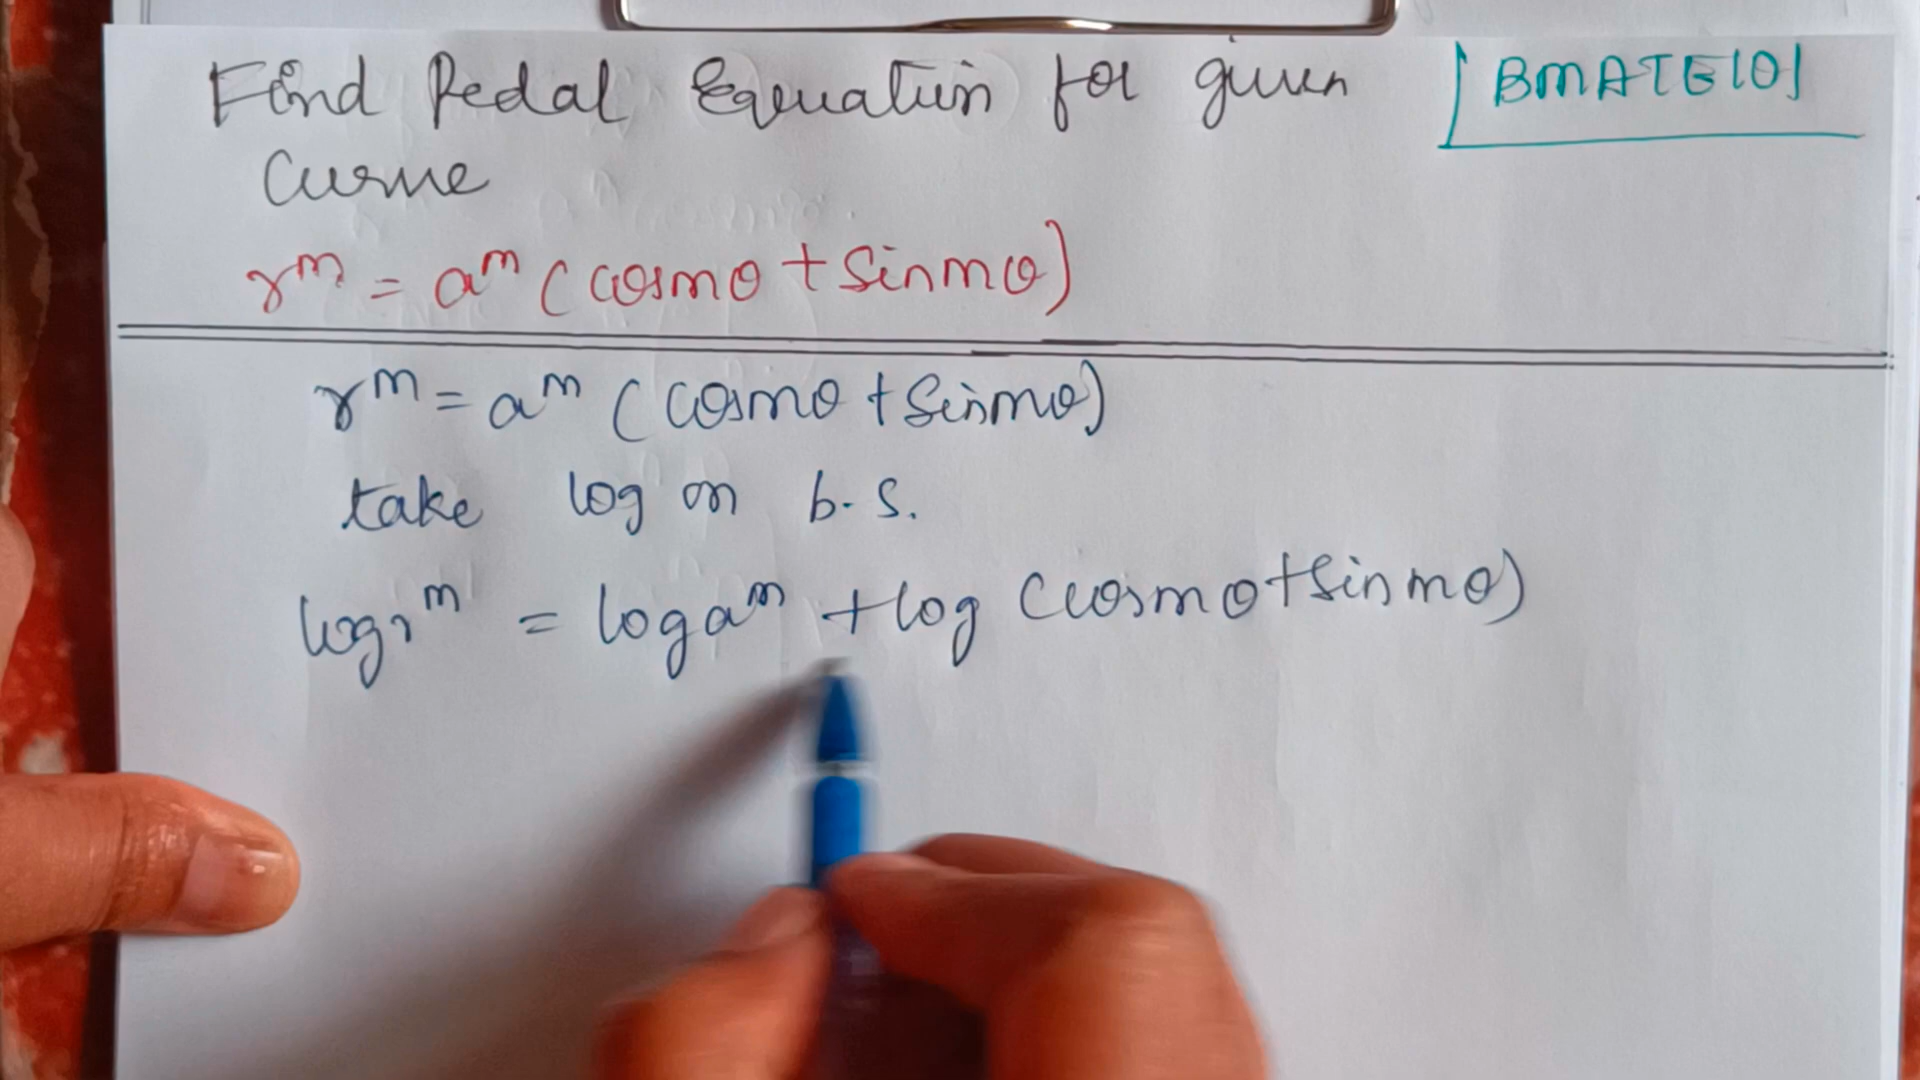 Find Pedal Equation for given
Curve
BMATE101
r^m = a^m (cosmθ + sinmθ)
r^m = a^m (cosmθ + sinmθ)
take log on b.s.
log r^m = log a^m + log (cosmθ + sinmθ)